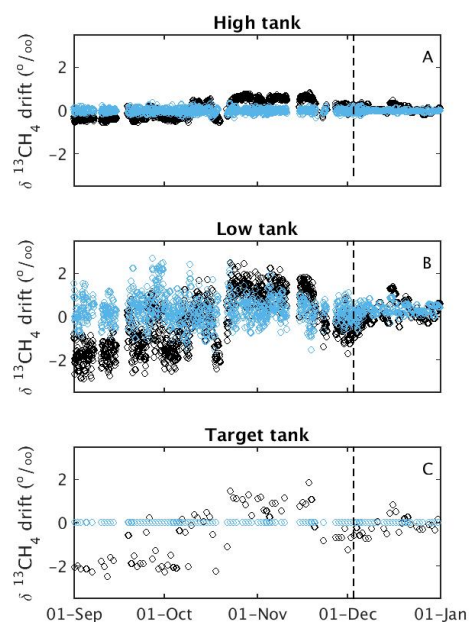 High tank
A
δ ¹³CH₄ drift (º/oo)
2
0
-2
Low tank
B
δ ¹³CH₄ drift (º/oo)
2
0
-2
Target tank
C
δ ¹³CH₄ drift (º/oo)
2
0
-2
01-Sep 01-Oct 01-Nov 01-Dec 01-Jan